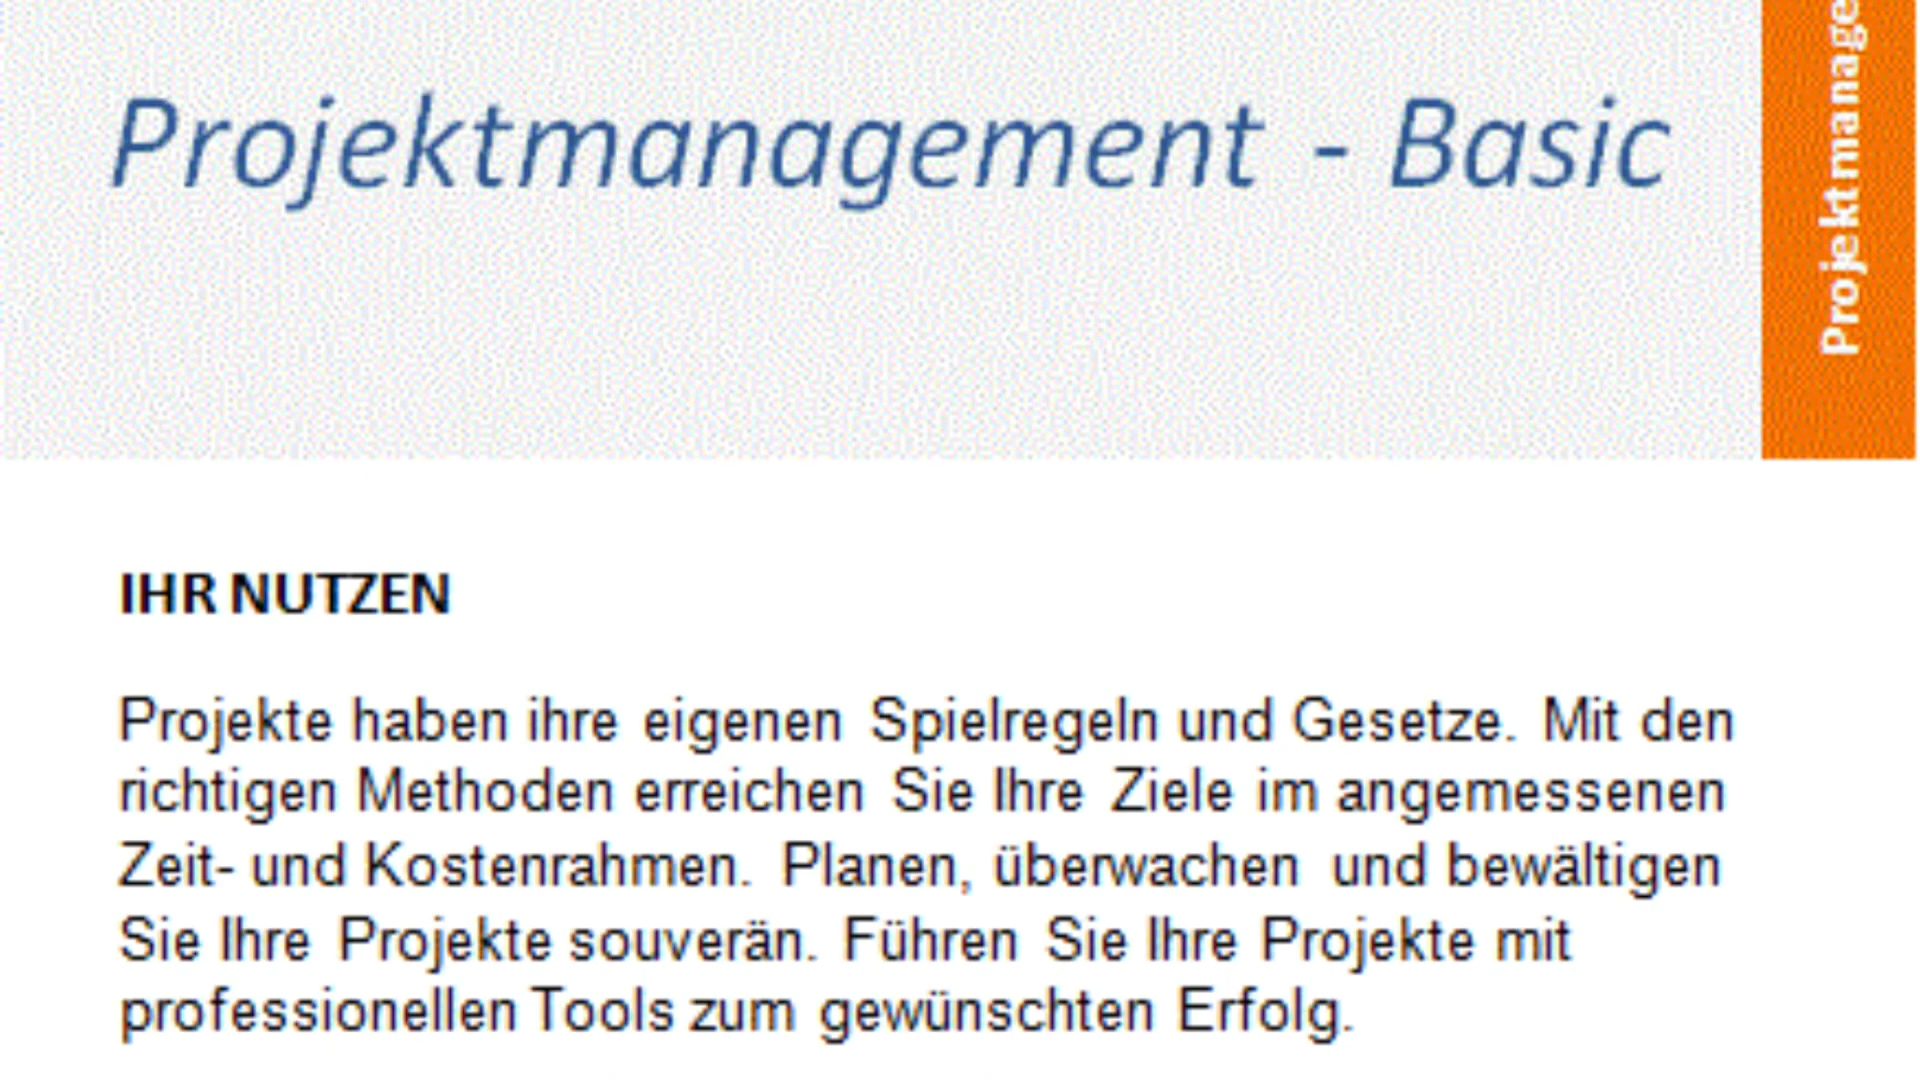 Projektmanagement - Basic
Projektmanage
IHR NUTZEN
Projekte haben ihre eigenen Spielregeln und Gesetze. Mit den
richtigen Methoden erreichen Sie Ihre Ziele im angemessenen
Zeit- und Kostenrahmen. Planen, überwachen und bewältigen
Sie Ihre Projekte souverän. Führen Sie Ihre Projekte mit
professionellen Tools zum gewünschten Erfolg.